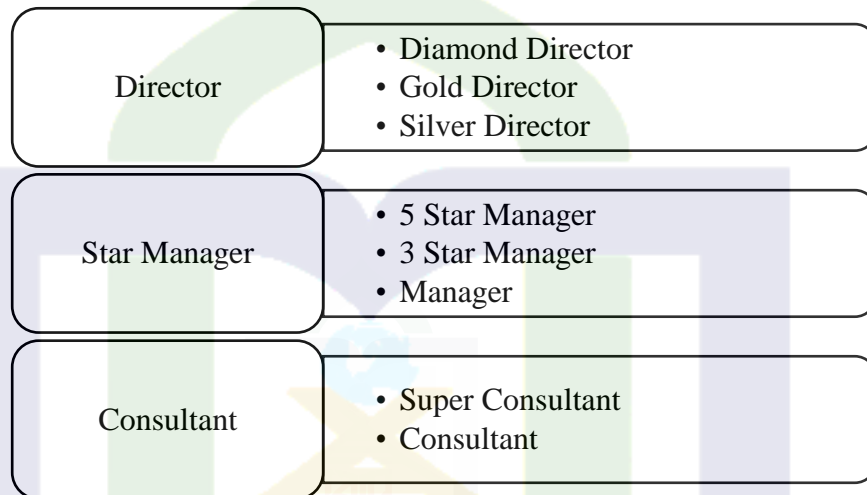 Director
• Diamond Director
• Gold Director
• Silver Director
Star Manager
• 5 Star Manager
• 3 Star Manager
• Manager
Consultant
• Super Consultant
• Consultant